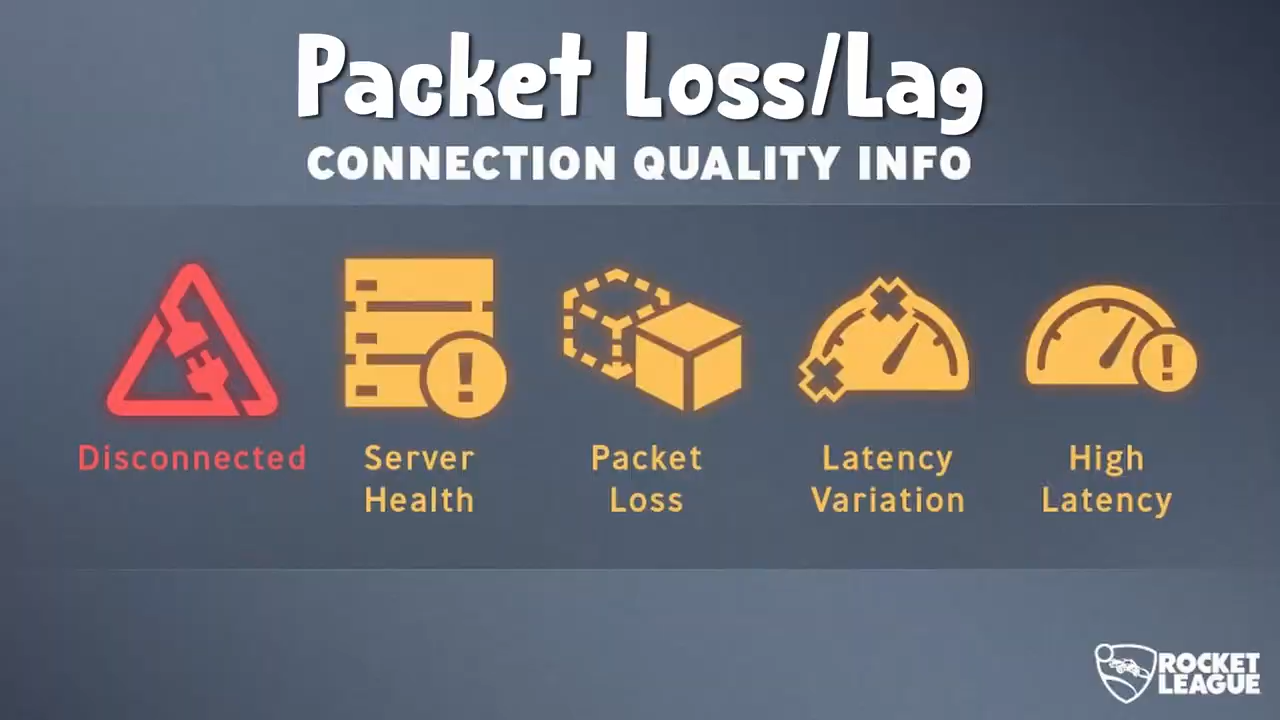 Packet Loss/Lag
CONNECTION QUALITY INFO
Disconnected
Server
Health
Packet
Loss
Latency
Variation
High
Latency
ROCKET
LEAGUE